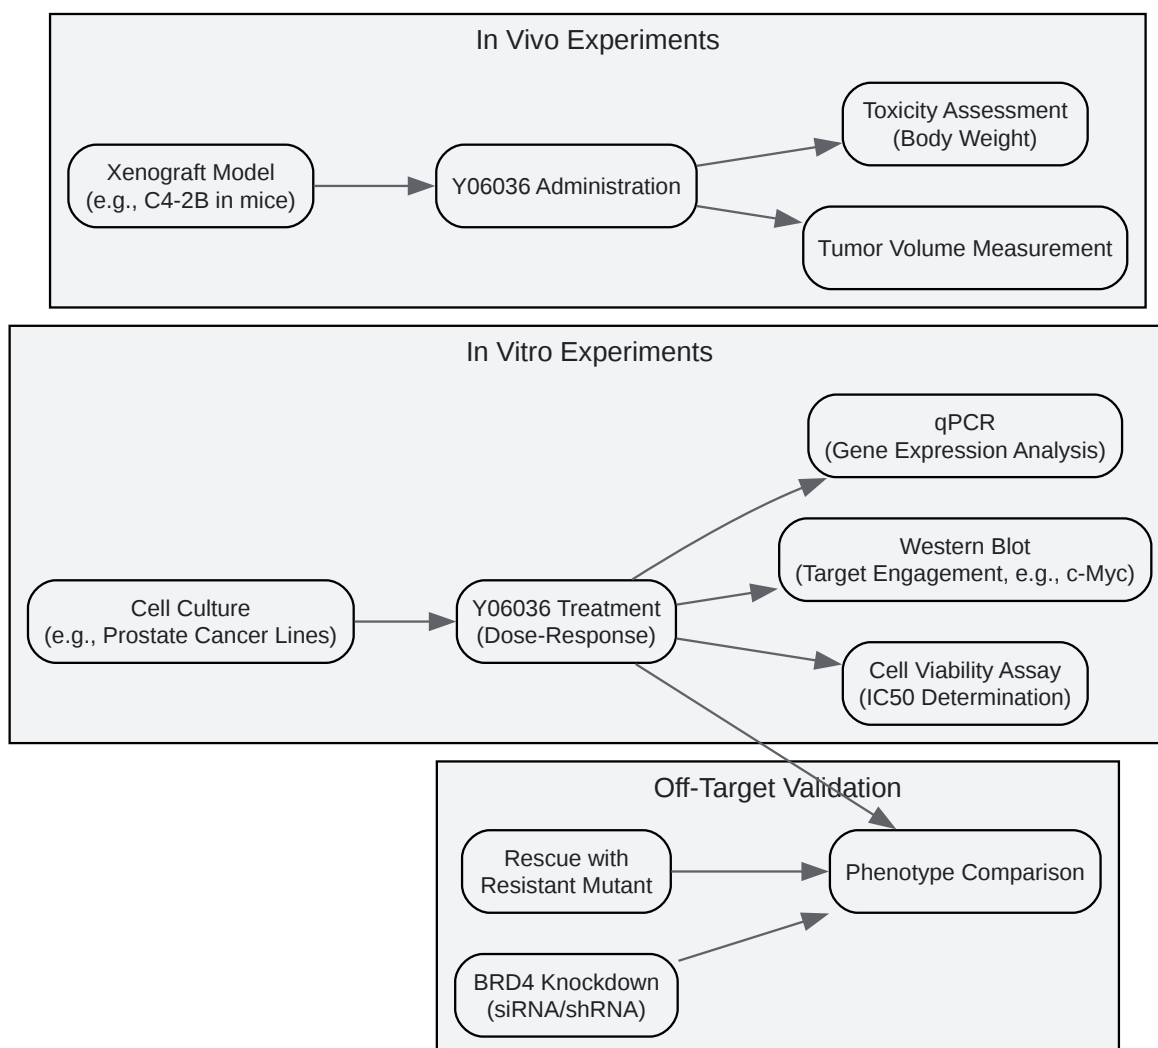 In Vivo Experiments
Xenograft Model
(e.g., C4-2B in mice)
Y06036 Administration
Toxicity Assessment
(Body Weight)
Tumor Volume Measurement
In Vitro Experiments
Cell Culture
(e.g., Prostate Cancer Lines)
Y06036 Treatment
(Dose-Response)
qPCR
(Gene Expression Analysis)
Western Blot
(Target Engagement, e.g., c-Myc)
Cell Viability Assay
(IC50 Determination)
Off-Target Validation
Rescue with
Resistant Mutant
BRD4 Knockdown
(siRNA/shRNA)
Phenotype Comparison